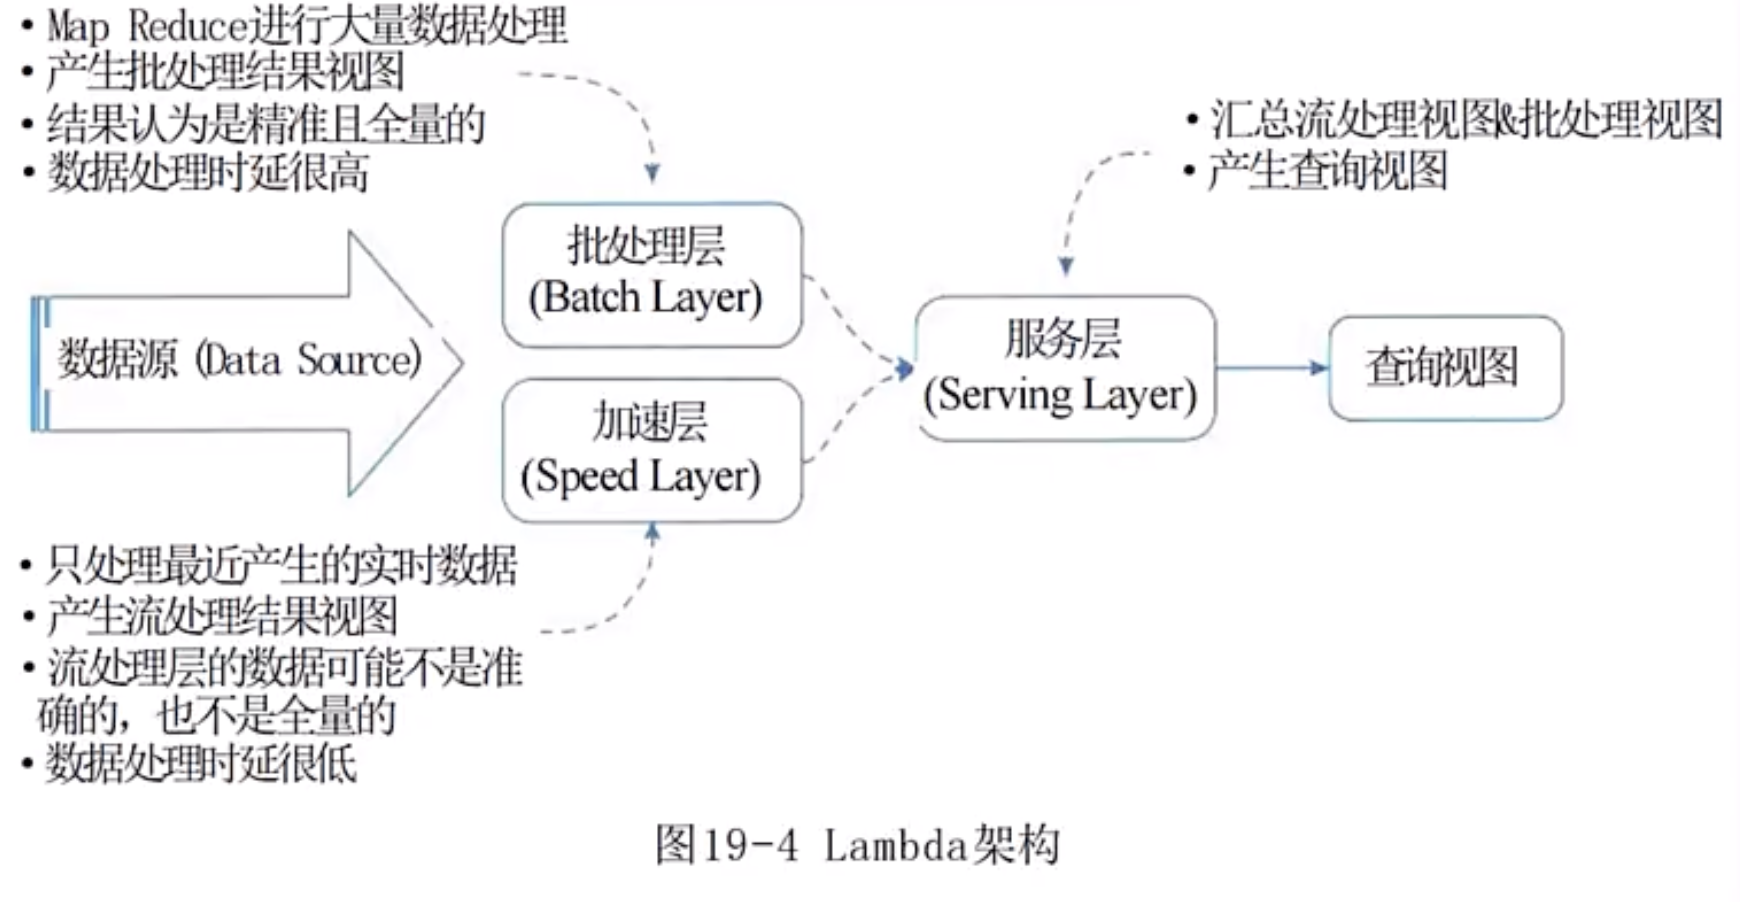 • Map Reduce进行大量数据处理
• 产生批处理结果视图
• 结果认为是精准且全量的
• 数据处理时延很高
• 汇总流处理视图&批处理视图
• 产生查询视图
批处理层
(Batch Layer)
数据源 (Data Source)
加速层
(Speed Layer)
服务层
(Serving Layer)
查询视图
• 只处理最近产生的实时数据
• 产生流处理结果视图
• 流处理层的数据可能不是准
确的，也不是全量的
• 数据处理时延很低
图19-4 Lambda架构